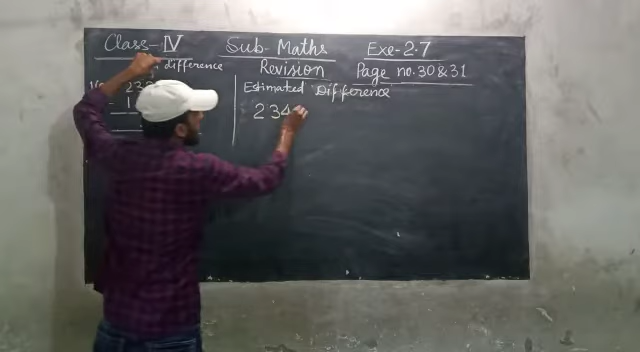 Class - IV Sub- Maths Exe-2.7
difference Revision Page no.30&31
Estimated Difference
234